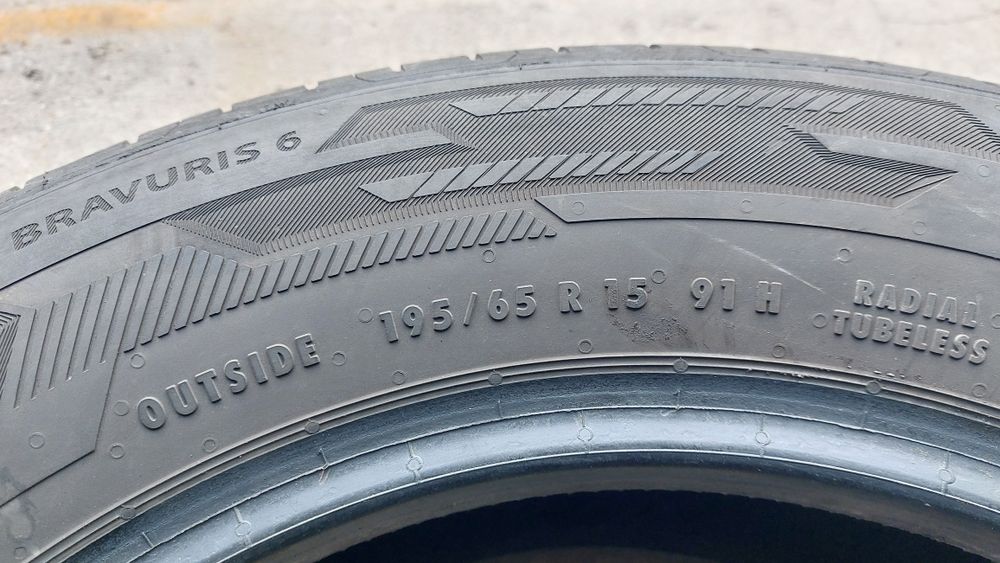 BRAVURIS 6
OUTSIDE 195/65 R 15 91 H
RADIAL
TUBELESS